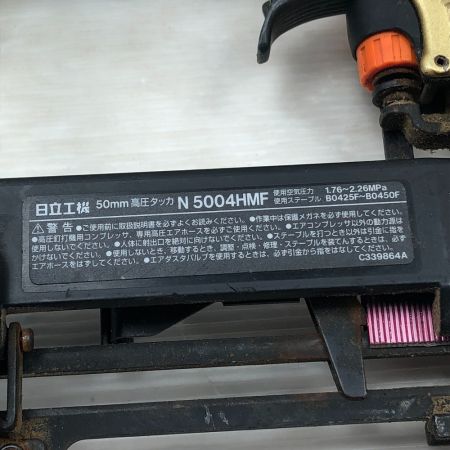 日立工機 50mm 高圧タッカ N 5004HMF 使用空気圧力 1.76~2.26MPa
使用ステープル B0425F~B0450F
⚠警告 ●ご使用前に取扱説明書を必ずよくお読みください。●作業中は保護メガネを必ず使用してください。
●高圧釘打機用コンプレッサ、専用高圧エアホースを必ずご使用ください。●エアコンプレッサ以外の動力源は
使用しないでください。●人体に射出口を絶対に向けないでください。●ステープルを打つとき以外は引金に指を
かけないでください。●使用しないとき、移動するとき、調整・点検・修理・ステープルを装てんするときは、必ずエ
アホースをはずしてください。●エアダスタバルブを使用するときは、必ず引金から指をはなしてください。
C339864A